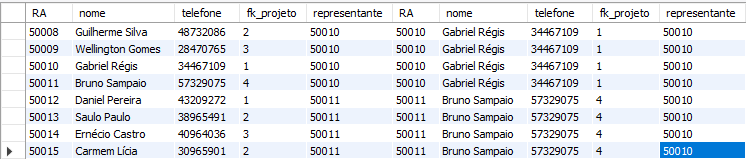 RA nome telefone fk_projeto representante RA nome telefone fk_projeto representante
50008 Guilherme Silva 48732086 2 50010 50010 Gabriel Régis 34467109 1 50010
50009 Wellington Gomes 28470765 3 50010 50010 Gabriel Régis 34467109 1 50010
50010 Gabriel Régis 34467109 1 50010 50010 Gabriel Régis 34467109 1 50010
50011 Bruno Sampaio 57329075 4 50010 50010 Gabriel Régis 34467109 1 50010
50012 Daniel Pereira 43209272 1 50011 50011 Bruno Sampaio 57329075 4 50010
50013 Saulo Paulo 38965491 2 50011 50011 Bruno Sampaio 57329075 4 50010
50014 Ernécio Castro 40964036 3 50011 50011 Bruno Sampaio 57329075 4 50010
50015 Carmem Lícia 30965901 2 50011 50011 Bruno Sampaio 57329075 4 50010